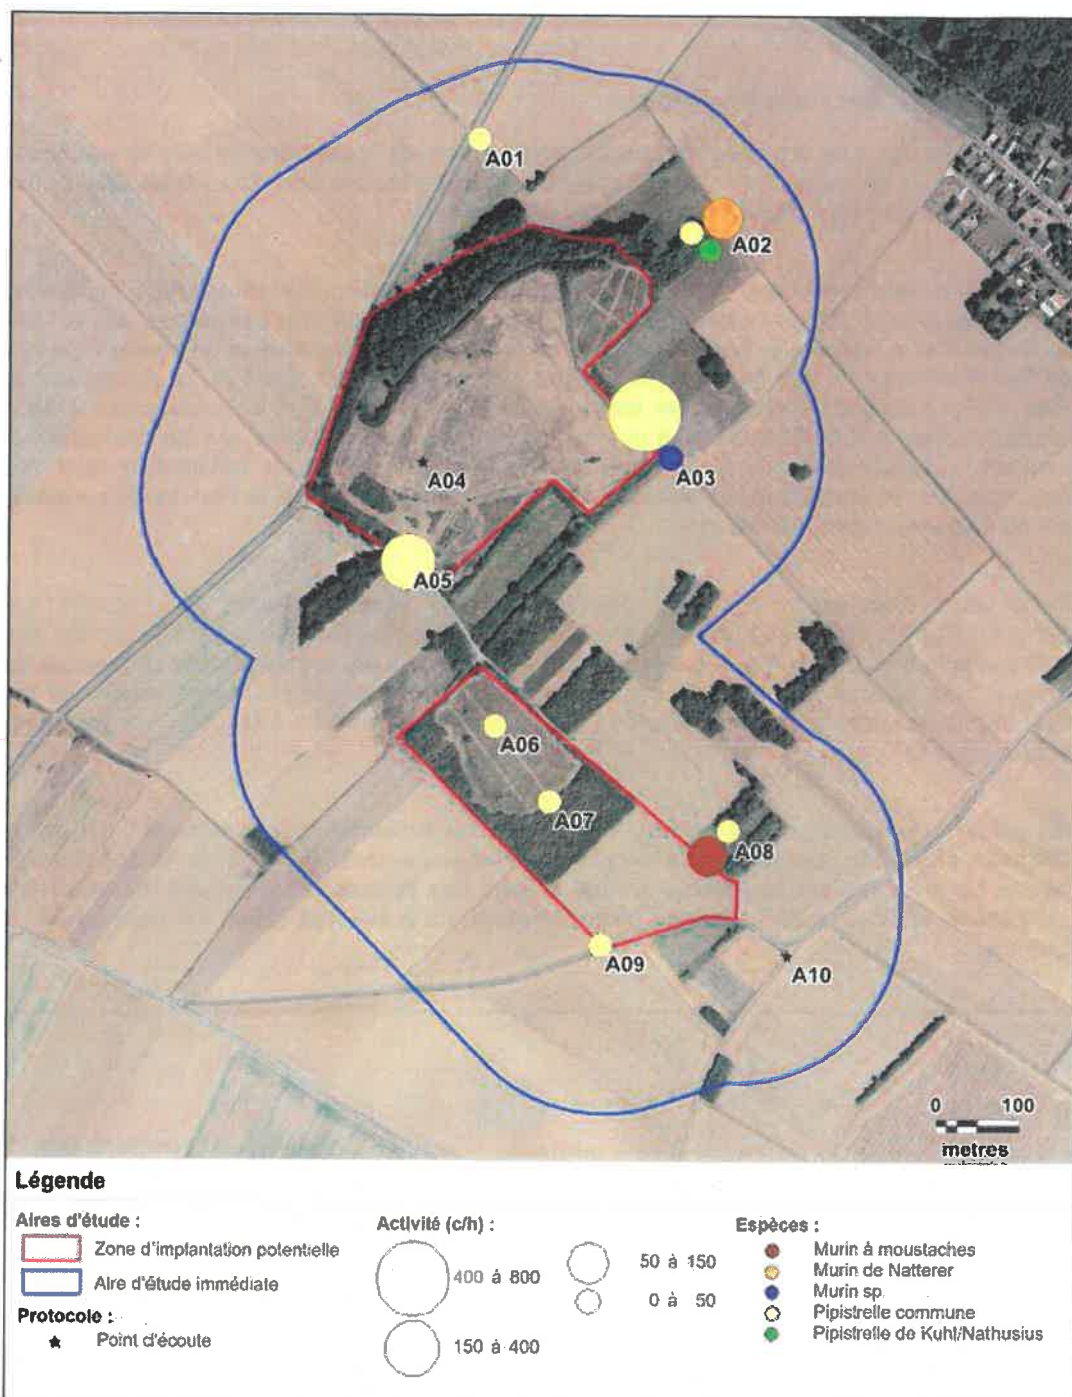 A01
A02
A03
A04
A05
A06
A07
A08
A09
A10
0 100
metres
Légende
Aires d'étude :
Zone d'implantation potentielle
Aire d'étude immédiate
Protocole :
Point d'écoute
Activité (c/h) :
400 à 800
150 à 400
50 à 150
0 à 50
Espèces :
Murin à moustaches
Murin de Natterer
Murin sp
Pipistrelle commune
Pipistrelle de Kuhl/Nathusius